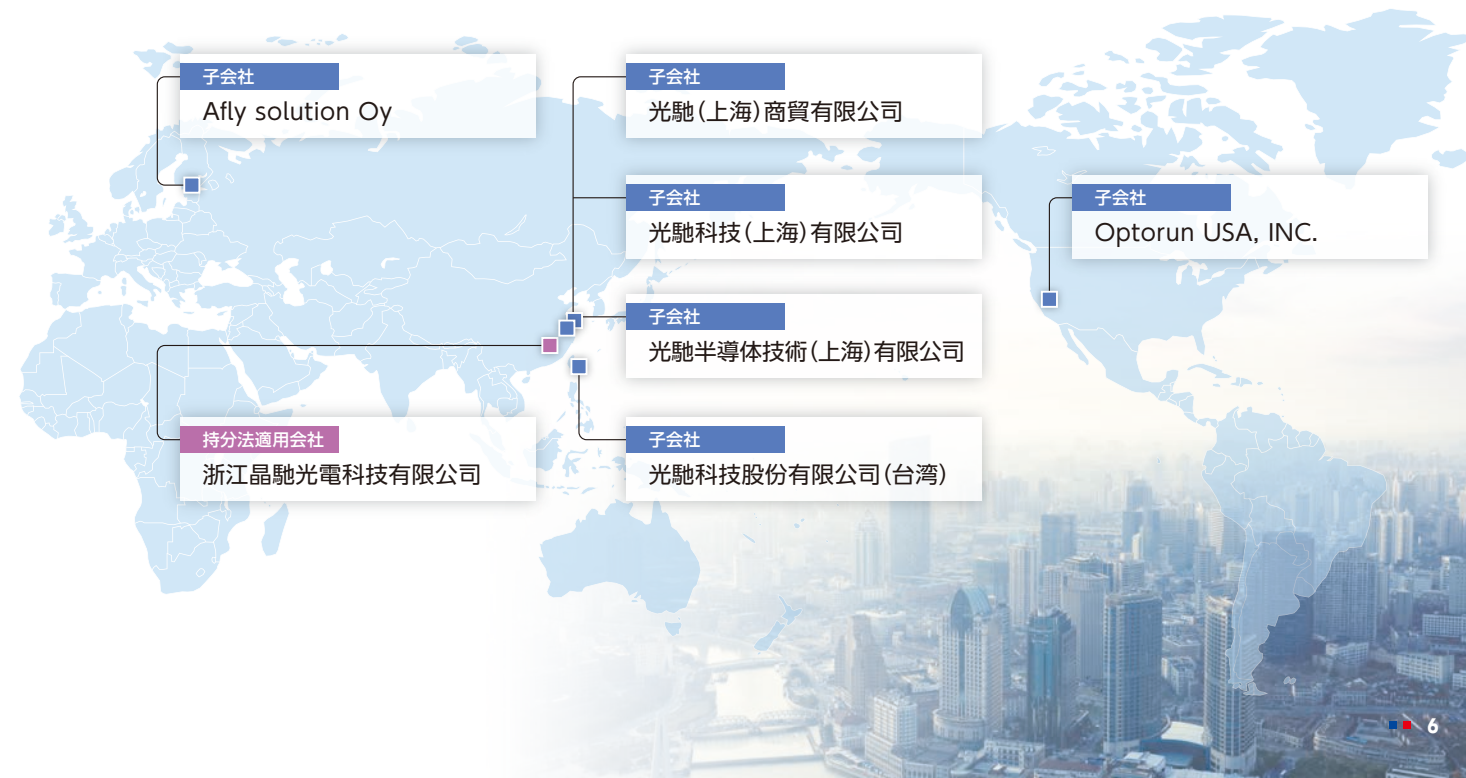 子会社
Afly solution Oy
持分法適用会社
浙江晶馳光電科技有限公司
子会社
光馳(上海)商貿有限公司
子会社
光馳科技(上海)有限公司
子会社
光馳半導体技術(上海)有限公司
子会社
光馳科技股份有限公司(台湾)
子会社
Optorun USA, INC.
6